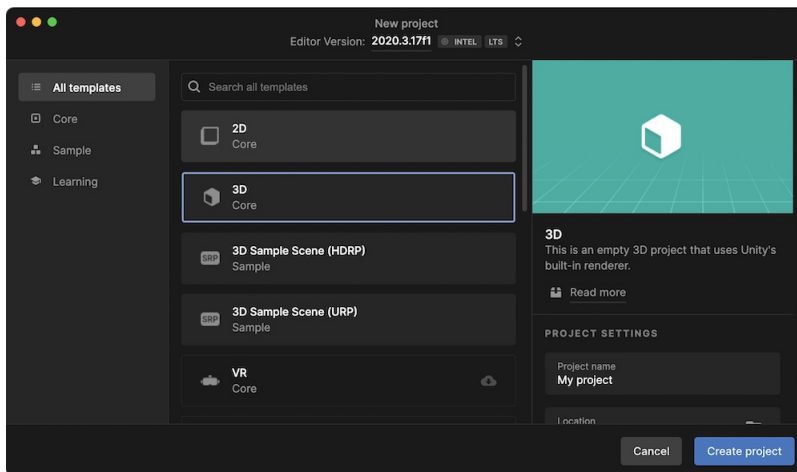 New project
Editor Version: 2020.3.17f1 INTEL LTS
All templates
Core
Sample
Learning
Search all templates
2D
Core
3D
Core
SRP
3D Sample Scene (HDRP)
Sample
SRP
3D Sample Scene (URP)
Sample
VR
Core
3D
This is an empty 3D project that uses Unity's
built-in renderer.
Read more
PROJECT SETTINGS
Project name
My project
Location
Cancel
Create project